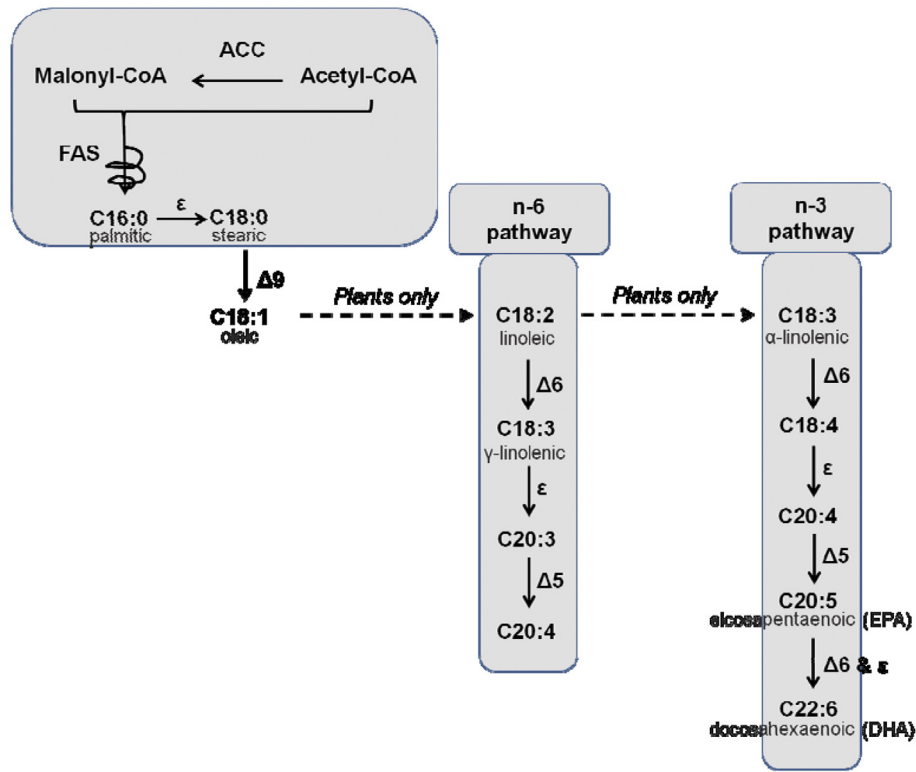 ACC
Malonyl-CoA
Acetyl-CoA
FAS
C16:0
palmitic
ε
C18:0
stearic
Δ9
C18:1
oleic
Plants only
n-6
pathway
C18:2
linoleic
Δ6
C18:3
γ-linolenic
ε
C20:3
Δ5
C20:4
Plants only
n-3
pathway
C18:3
α-linolenic
Δ6
C18:4
ε
C20:4
Δ5
C20:5
eicosapentaenoic (EPA)
Δ6 & ε
C22:6
docosahexaenoic (DHA)